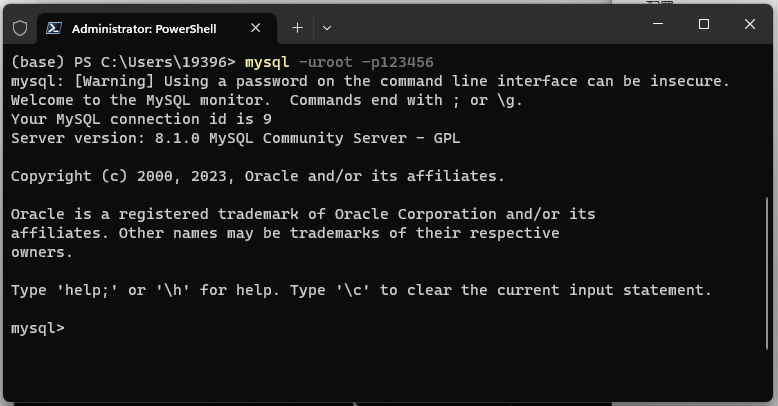 Administrator: PowerShell
(base) PS C:\Users\19396> mysql -uroot -p123456
mysql: [Warning] Using a password on the command line interface can be insecure.
Welcome to the MySQL monitor.  Commands end with ; or \g.
Your MySQL connection id is 9
Server version: 8.1.0 MySQL Community Server - GPL
Copyright (c) 2000, 2023, Oracle and/or its affiliates.
Oracle is a registered trademark of Oracle Corporation and/or its
affiliates. Other names may be trademarks of their respective
owners.
Type 'help;' or '\h' for help. Type '\c' to clear the current input statement.
mysql>